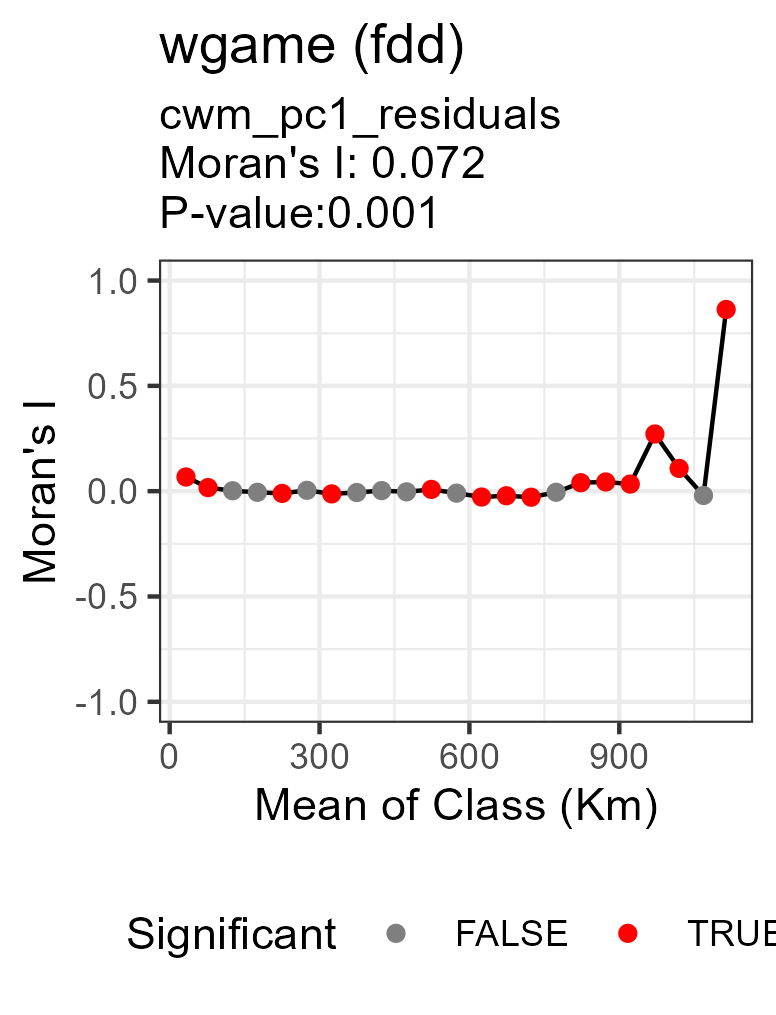 wgame (fdd)
cwm_pc1_residuals
Moran's I: 0.072
P-value:0.001
1.0
0.5
0.0
-0.5
-1.0
Moran's I
0 300 600 900
Mean of Class (Km)
Significant FALSE TRUE